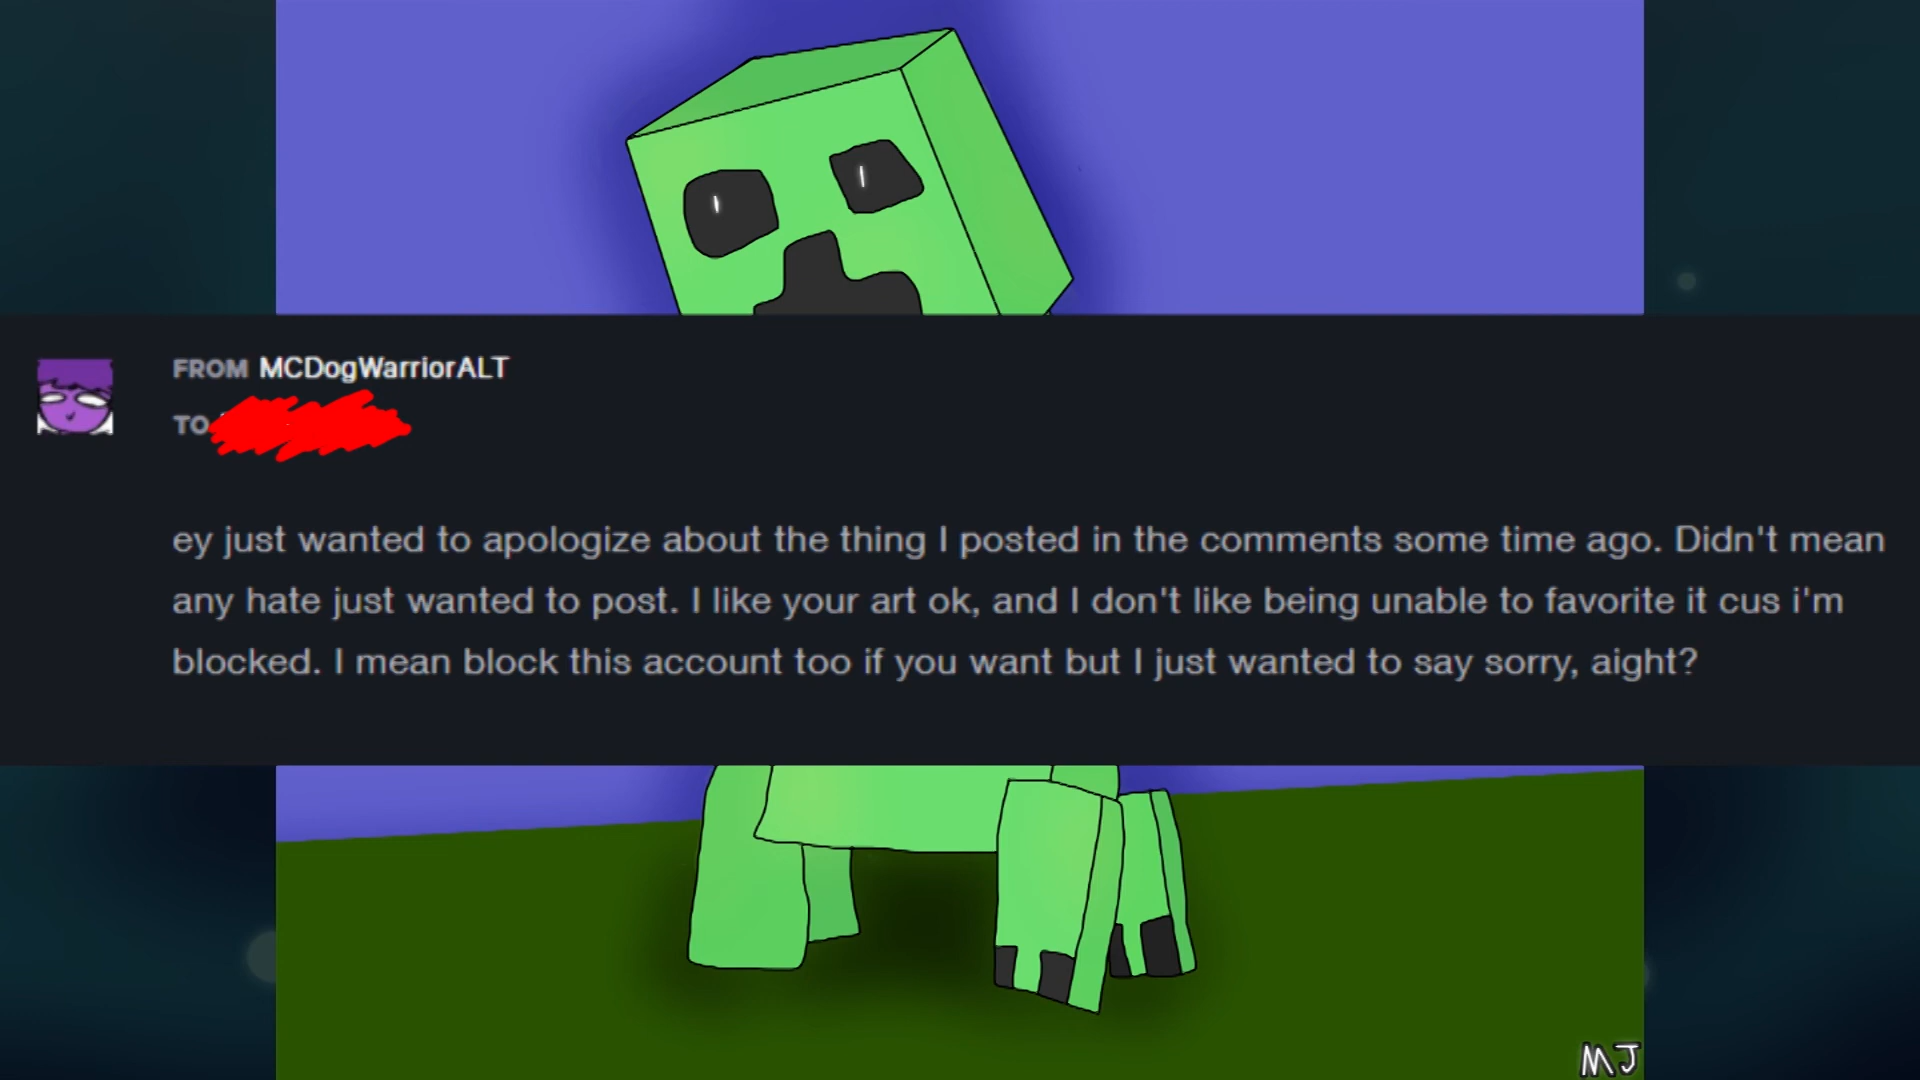 FROM MCDogWarriorALT
TO
ey just wanted to apologize about the thing I posted in the comments some time ago. Didn't mean
any hate just wanted to post. I like your art ok, and I don't like being unable to favorite it cus i'm
blocked. I mean block this account too if you want but I just wanted to say sorry, aight?
MJ